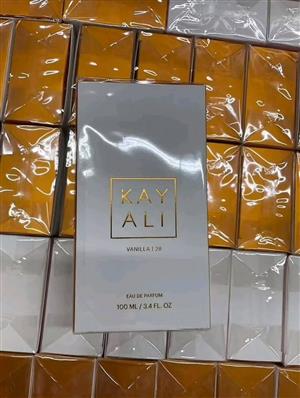 KAY
ALI
VANILLA | 28
EAU DE PARFUM
100 ML / 3.4 FL. OZ